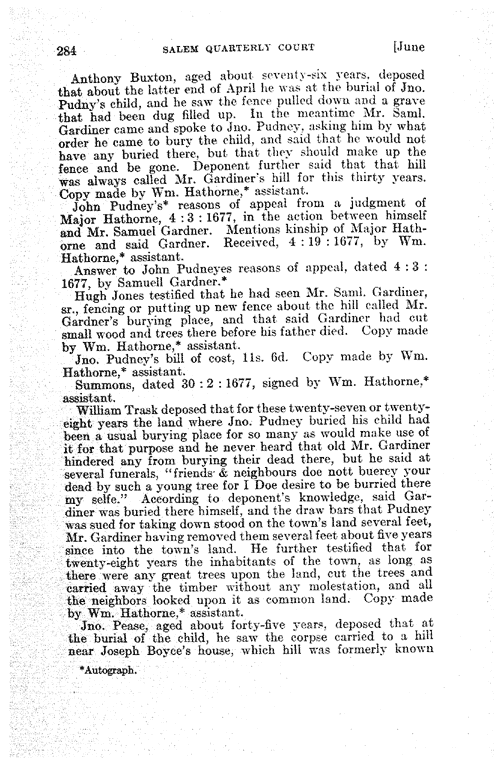 284 SALEM QUARTERLY COURT [June
Anthony Buxton, aged about seventy-six years, deposed
that about the latter end of April he was at the burial of Jno.
Pudny's child, and he saw the fence pulled down and a grave
that had been dug filled up. In the meantime Mr. Saml.
Gardiner came and spoke to Jno. Pudney, asking him by what
order he came to bury the child, and said that he would not
have any buried there, but that they should make up the
fence and be gone. Deponent further said that that hill
was always called Mr. Gardiner's hill for this thirty years.
Copy made by Wm. Hathorne,* assistant.
John Pudney's* reasons of appeal from a judgment of
Major Hathorne, 4 : 3 : 1677, in the action between himself
and Mr. Samuel Gardner. Mentions kinship of Major Hath-
orne and said Gardner. Received, 4 : 19 : 1677, by Wm.
Hathorne,* assistant.
Answer to John Pudneyes reasons of appeal, dated 4 : 3 :
1677, by Samuell Gardner.*
Hugh Jones testified that he had seen Mr. Saml. Gardiner,
sr., fencing or putting up new fence about the hill called Mr.
Gardner's burying place, and that said Gardiner had cut
small wood and trees there before his father died. Copy made
by Wm. Hathorne,* assistant.
Jno. Pudney's bill of cost, 11s. 6d. Copy made by Wm.
Hathorne,* assistant.
Summons, dated 30 : 2 : 1677, signed by Wm. Hathorne,*
assistant.
William Trask deposed that for these twenty-seven or twenty-
eight years the land where Jno. Pudney buried his child had
been a usual burying place for so many as would make use of
it for that purpose and he never heard that old Mr. Gardiner
hindered any from burying their dead there, but he said at
several funerals, "friends & neighbours doe nott buerey your
dead by such a young tree for I Doe desire to be burried there
my selfe." According to deponent's knowledge, said Gar-
diner was buried there himself, and the draw bars that Pudney
was sued for taking down stood on the town's land several feet,
Mr. Gardiner having removed them several feet about five years
since into the town's land. He further testified that for
twenty-eight years the inhabitants of the town, as long as
there were any great trees upon the land, cut the trees and
carried away the timber without any molestation, and all
the neighbors looked upon it as common land. Copy made
by Wm. Hathorne,* assistant.
Jno. Pease, aged about forty-five years, deposed that at
the burial of the child, he saw the corpse carried to a hill
near Joseph Boyce's house, which hill was formerly known
*Autograph.